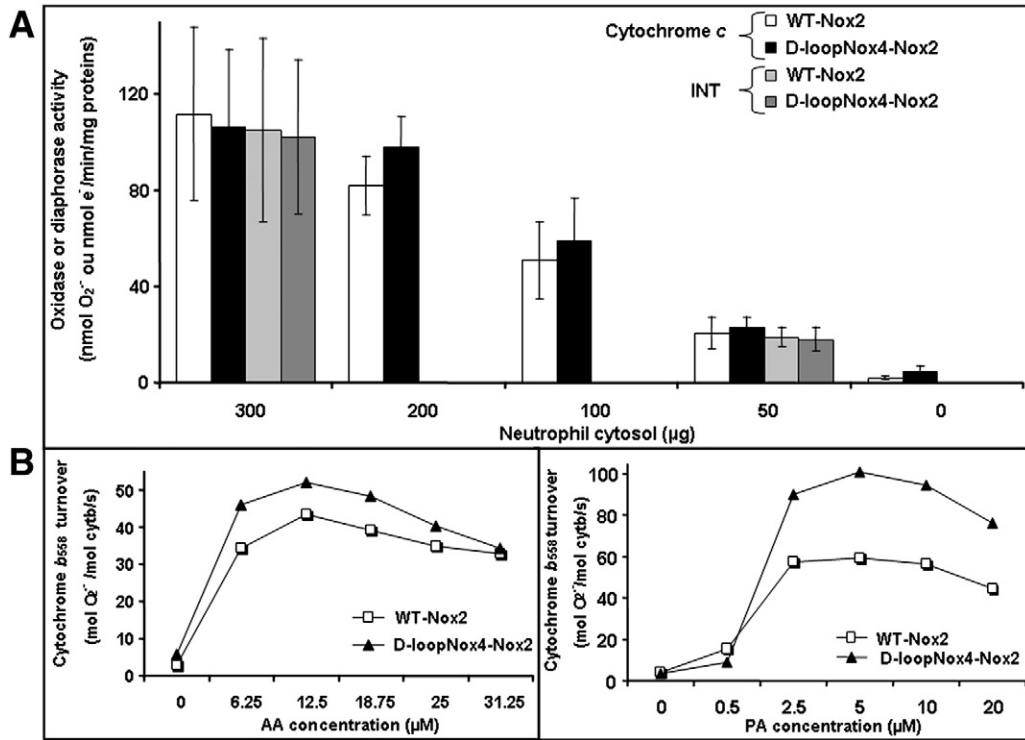 A
Oxidase or diaphorase activity
(nmol O₂·⁻ ou nmol e⁻/min/mg proteins)
120
80
40
0
Cytochrome c
WT-Nox2
D-loopNox4-Nox2
INT
WT-Nox2
D-loopNox4-Nox2
300
200
100
50
0
Neutrophil cytosol (µg)
B
Cytochrome b558 turnover
(mol O₂·⁻/mol cytb/s)
50
40
30
20
10
0
WT-Nox2
D-loopNox4-Nox2
0
6.25
12.5
18.75
25
31.25
AA concentration (µM)
Cytochrome b558 turnover
(mol O₂·⁻/mol cytb/s)
100
80
60
40
20
0
WT-Nox2
D-loopNox4-Nox2
0
0.5
2.5
5
10
20
PA concentration (µM)